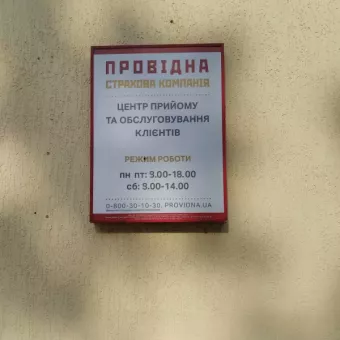 ПРОВІДНА
СТРАХОВА КОМПАНІЯ
ЦЕНТР ПРИЙОМУ
ТА ОБСЛУГОВУВАННЯ
КЛІЄНТІВ
РЕЖИМ РОБОТИ
пн пт: 9.00-18.00
сб: 9.00-14.00
0-800-30-10-30, PROVIDNA.UA